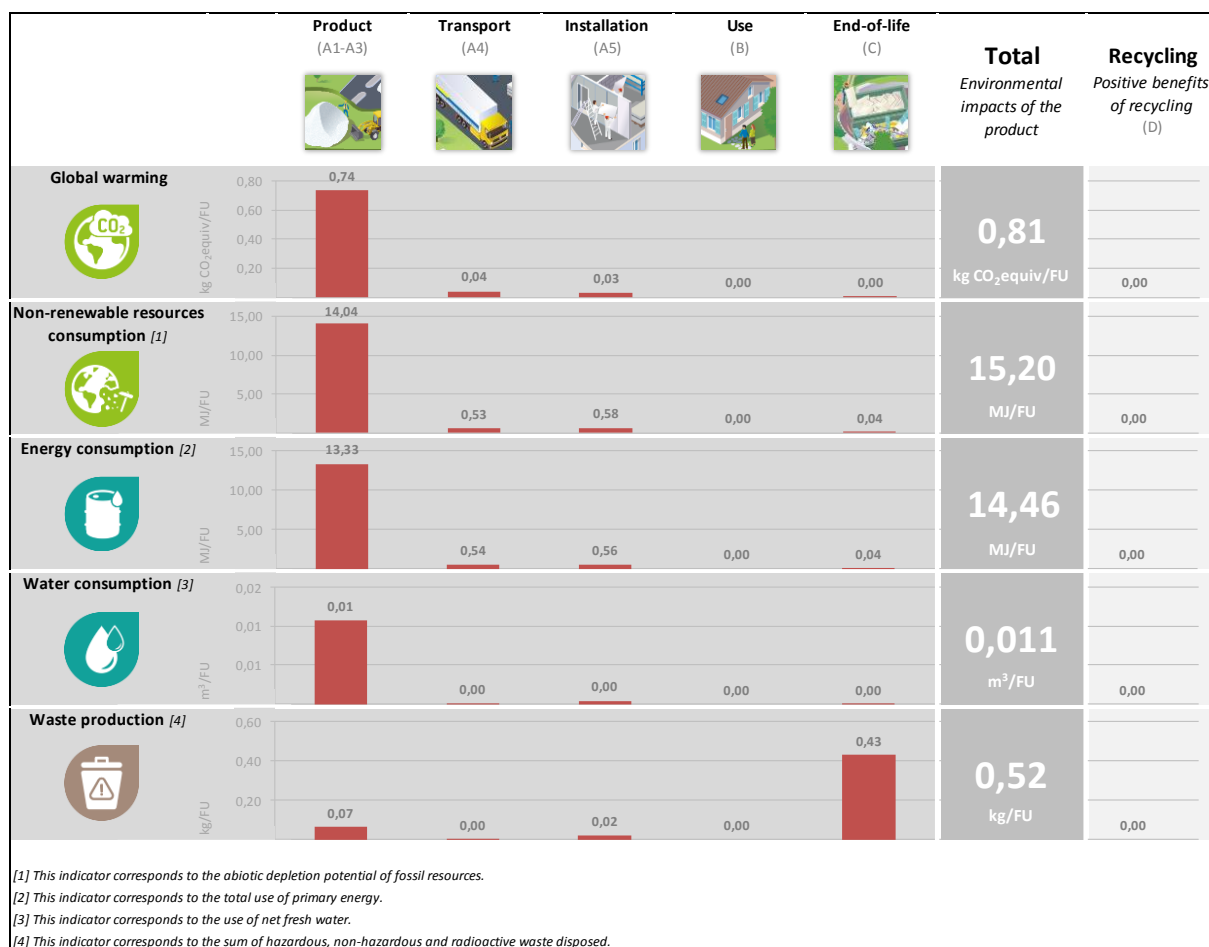 Product
(A1-A3)
Transport
(A4)
Installation
(A5)
Use
(B)
End-of-life
(C)
Total
Environmental
impacts of the
product
Recycling
Positive benefits
of recycling
(D)
Global warming
CO₂
kg CO₂equiv/FU
0,80
0,60
0,40
0,20
0,74
0,04
0,03
0,00
0,00
0,81
kg CO₂equiv/FU
0,00
Non-renewable resources
consumption [1]
MJ/FU
15,00
10,00
5,00
14,04
0,53
0,58
0,00
0,04
15,20
MJ/FU
0,00
Energy consumption [2]
MJ/FU
15,00
10,00
5,00
13,33
0,54
0,56
0,00
0,04
14,46
MJ/FU
0,00
Water consumption [3]
m³/FU
0,02
0,01
0,01
0,01
0,00
0,00
0,00
0,00
0,011
m³/FU
0,00
Waste production [4]
kg/FU
0,60
0,40
0,20
0,07
0,00
0,02
0,00
0,43
0,52
kg/FU
0,00
[1] This indicator corresponds to the abiotic depletion potential of fossil resources.
[2] This indicator corresponds to the total use of primary energy.
[3] This indicator corresponds to the use of net fresh water.
[4] This indicator corresponds to the sum of hazardous, non-hazardous and radioactive waste disposed.